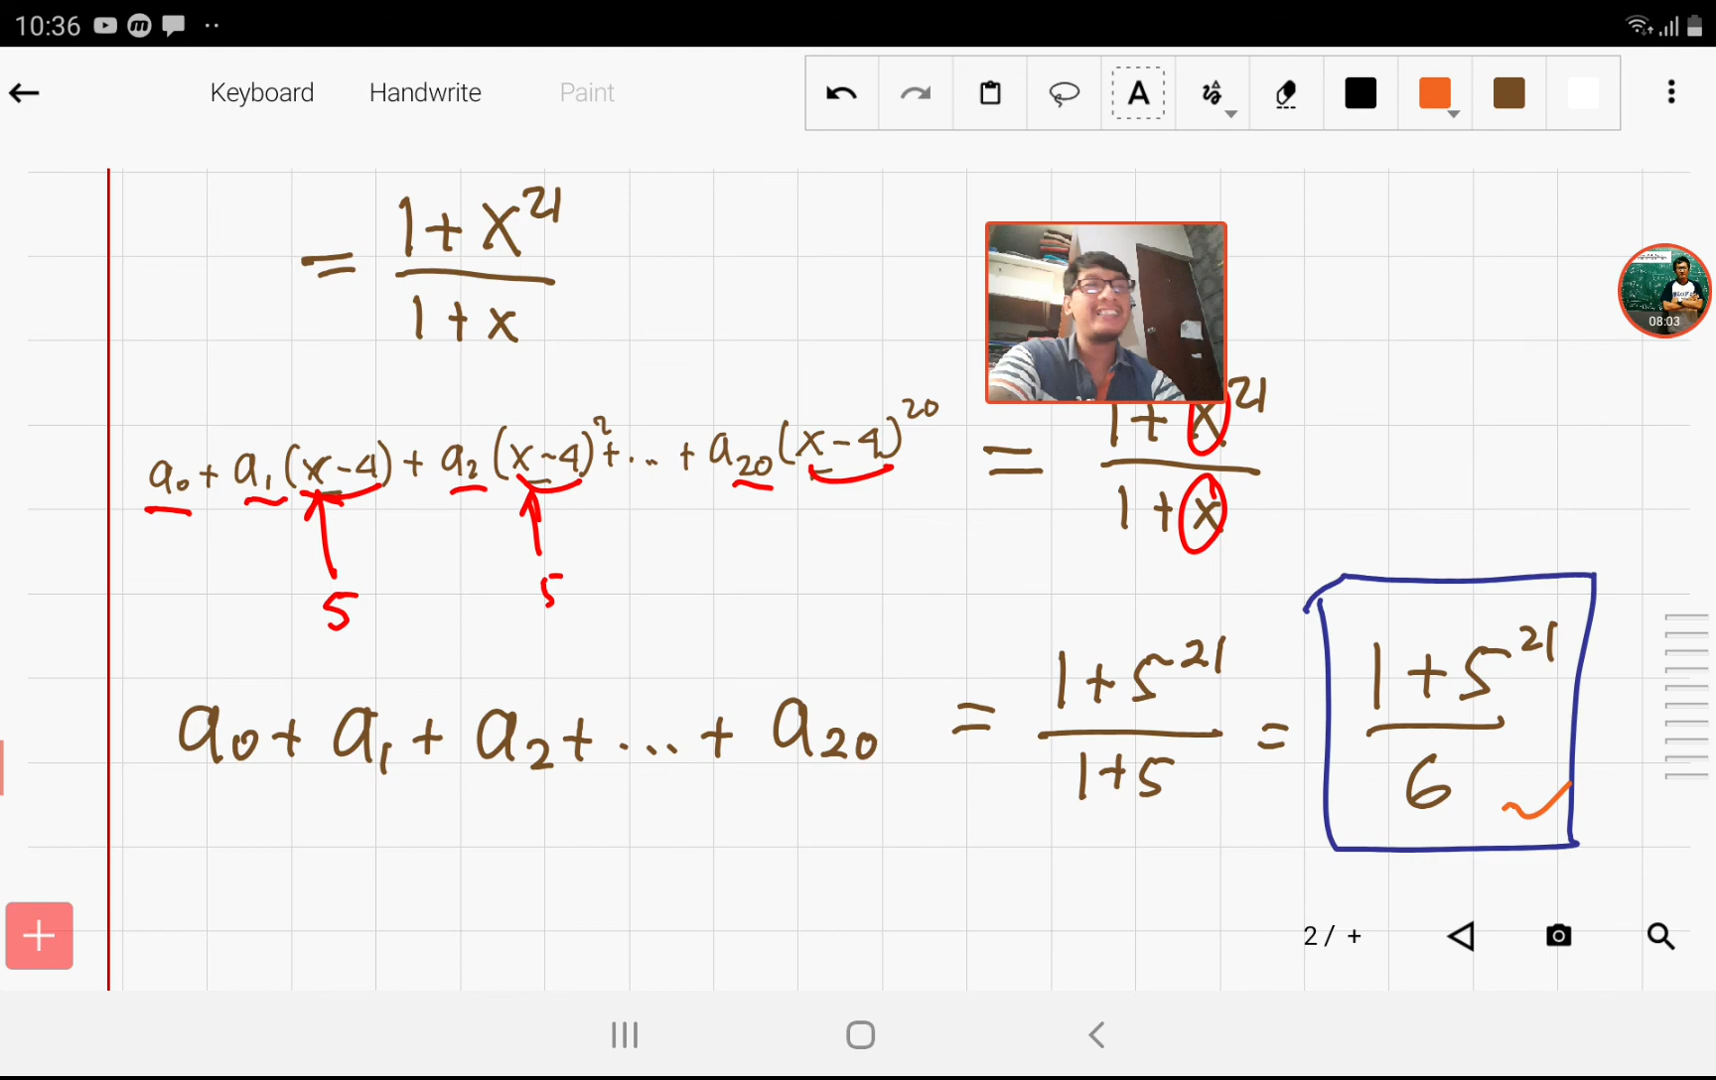 10:36
Keyboard Handwrite Paint A
= (1 + x^21)/(1 + x)
08:03
a₀ + a₁(x-4) + a₂(x-4)² + ... + a₂₀(x-4)^20 = (1 + x^21)/(1 + x)
5 5
a₀ + a₁ + a₂ + ... + a₂₀ = (1 + 5^21)/(1 + 5) = (1 + 5^21)/6
2 / +